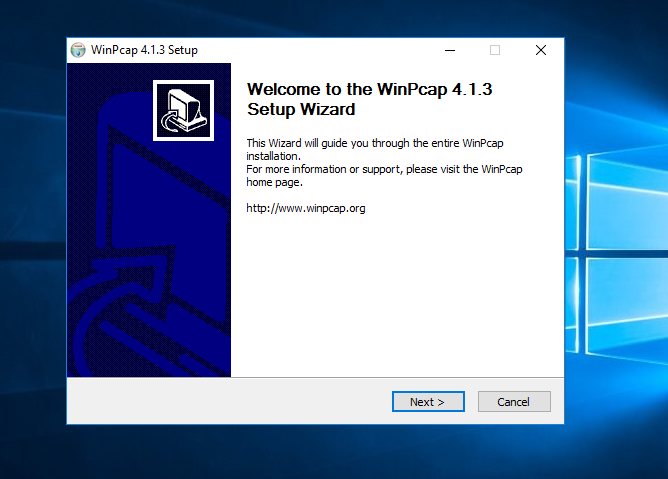 WinPcap 4.1.3 Setup
Welcome to the WinPcap 4.1.3
Setup Wizard
This Wizard will guide you through the entire WinPcap
installation.
For more information or support, please visit the WinPcap
home page.
http://www.winpcap.org
Next >
Cancel